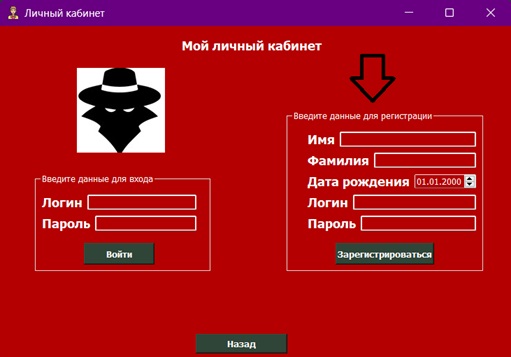 Личный кабинет
Мой личный кабинет
Введите данные для входа
Логин
Пароль
Войти
Введите данные для регистрации
Имя
Фамилия
Дата рождения 01.01.2000
Логин
Пароль
Зарегистрироваться
Назад